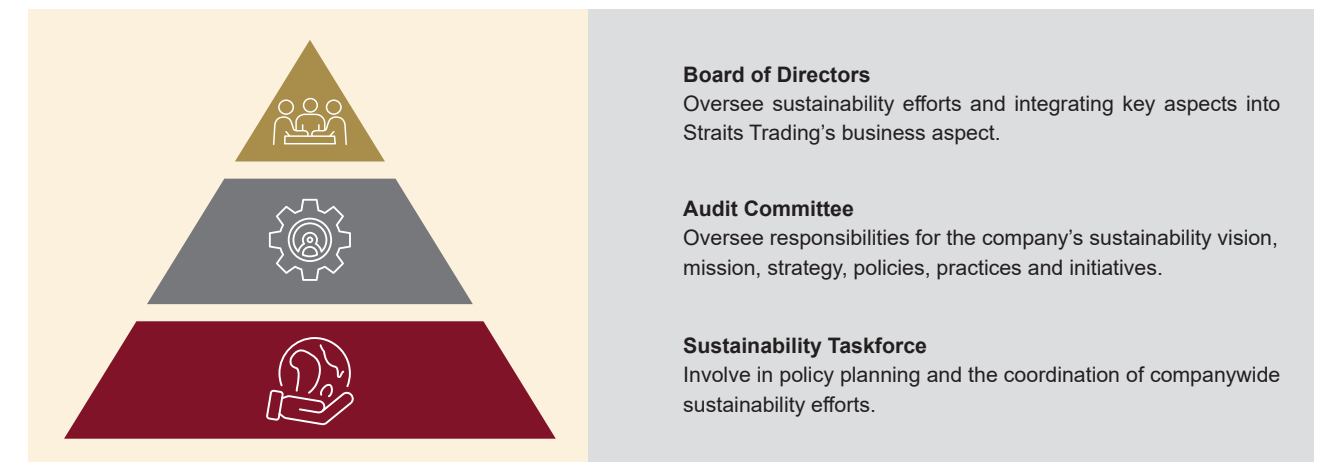 Board of Directors
Oversee sustainability efforts and integrating key aspects into
Straits Trading’s business aspect.
Audit Committee
Oversee responsibilities for the company’s sustainability vision,
mission, strategy, policies, practices and initiatives.
Sustainability Taskforce
Involve in policy planning and the coordination of companywide
sustainability efforts.